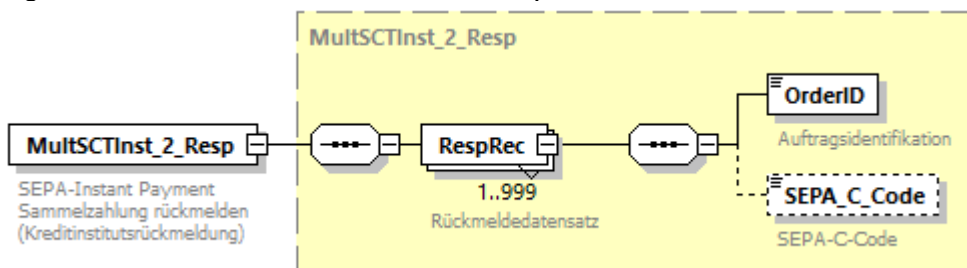 MultSCTInst_2_Resp
MultSCTInst_2_Resp
SEPA-Instant Payment
Sammelzahlung rückmelden
(Kreditinstitutsrückmeldung)
RespRec
1..999
Rückmeldedatensatz
OrderID
Auftragsidentifikation
SEPA_C_Code
SEPA-C-Code